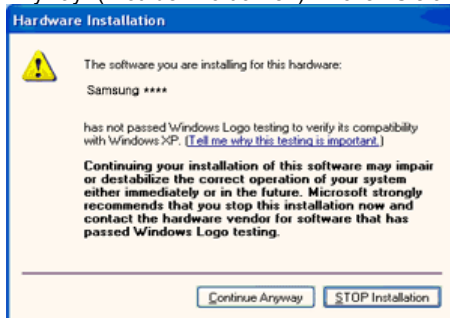 Hardware Installation
The software you are installing for this hardware:
Samsung ****
has not passed Windows Logo testing to verify its compatibility
with Windows XP. (Tell me why this testing is important.)
Continuing your installation of this software may impair
or destabilize the correct operation of your system
either immediately or in the future. Microsoft strongly
recommends that you stop this installation now and
contact the hardware vendor for software that has
passed Windows Logo testing.
Continue Anyway STOP Installation